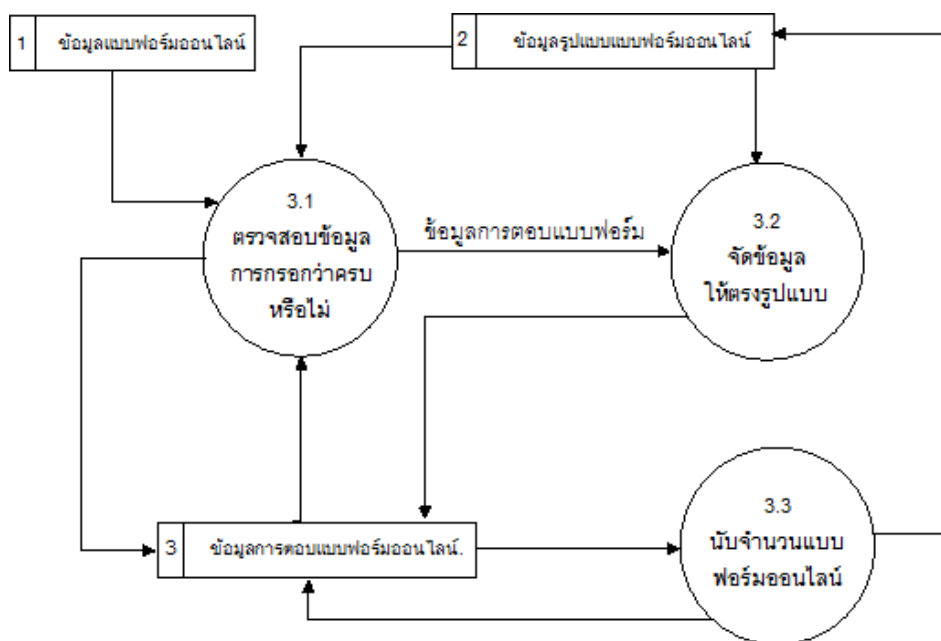 1 ข้อมูลแบบฟอร์มออนไลน์
2 ข้อมูลรูปแบบแบบฟอร์มออนไลน์
3.1
ตรวจสอบข้อมูล
การกรอกว่าครบ
หรือไม่
ข้อมูลการตอบแบบฟอร์ม
3.2
จัดข้อมูล
ให้ตรงรูปแบบ
3 ข้อมูลการตอบแบบฟอร์มออนไลน์.
3.3
นับจำนวนแบบ
ฟอร์มออนไลน์